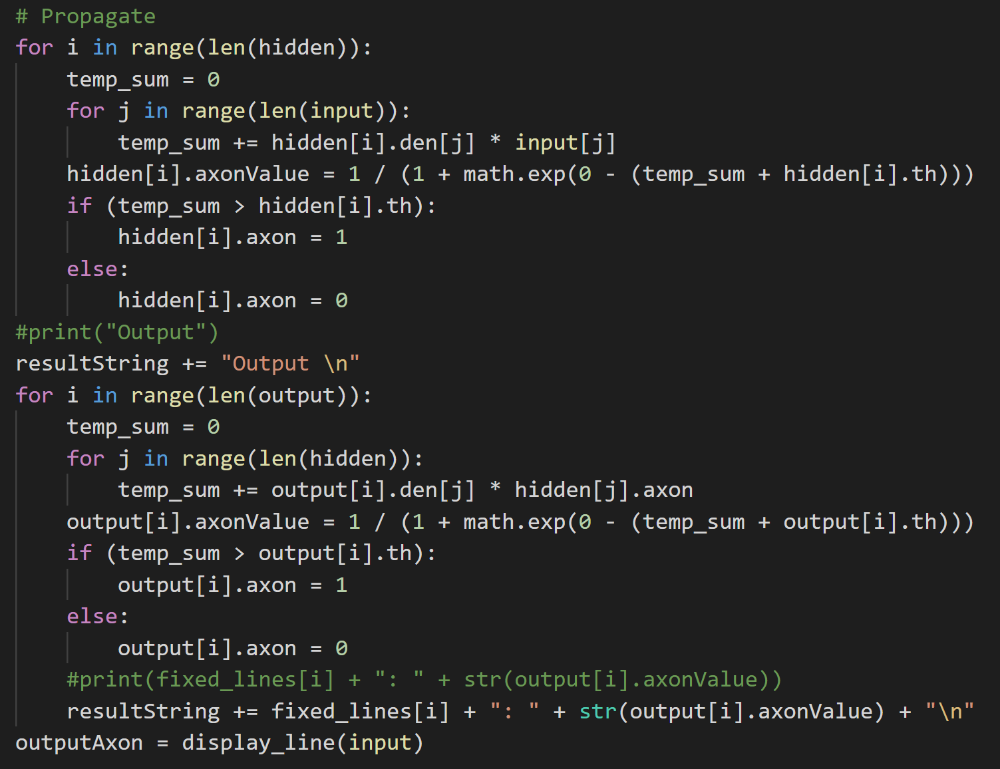 # Propagate
for i in range(len(hidden)):
    temp_sum = 0
    for j in range(len(input)):
        temp_sum += hidden[i].den[j] * input[j]
    hidden[i].axonValue = 1 / (1 + math.exp(0 - (temp_sum + hidden[i].th)))
    if (temp_sum > hidden[i].th):
        hidden[i].axon = 1
    else:
        hidden[i].axon = 0
#print("Output")
resultString += "Output \n"
for i in range(len(output)):
    temp_sum = 0
    for j in range(len(hidden)):
        temp_sum += output[i].den[j] * hidden[j].axon
    output[i].axonValue = 1 / (1 + math.exp(0 - (temp_sum + output[i].th)))
    if (temp_sum > output[i].th):
        output[i].axon = 1
    else:
        output[i].axon = 0
    #print(fixed_lines[i] + ": " + str(output[i].axonValue))
    resultString += fixed_lines[i] + ": " + str(output[i].axonValue) + "\n"
outputAxon = display_line(input)